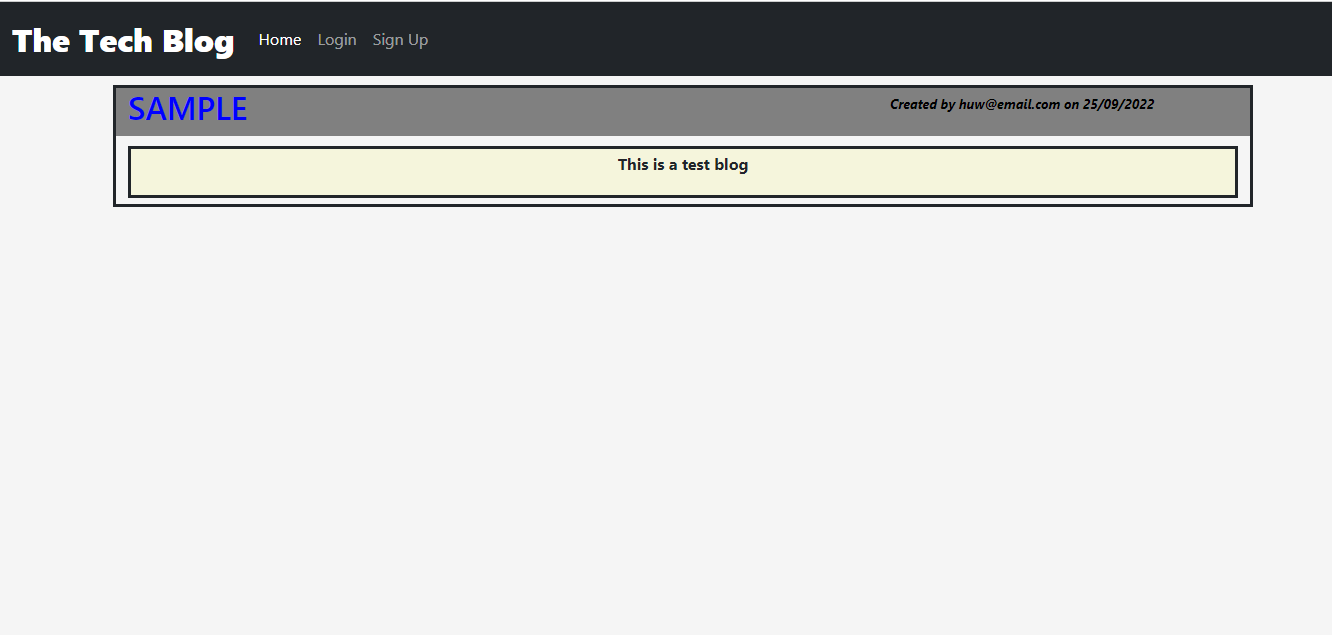 The Tech Blog Home Login Sign Up
SAMPLE Created by huw@email.com on 25/09/2022
This is a test blog